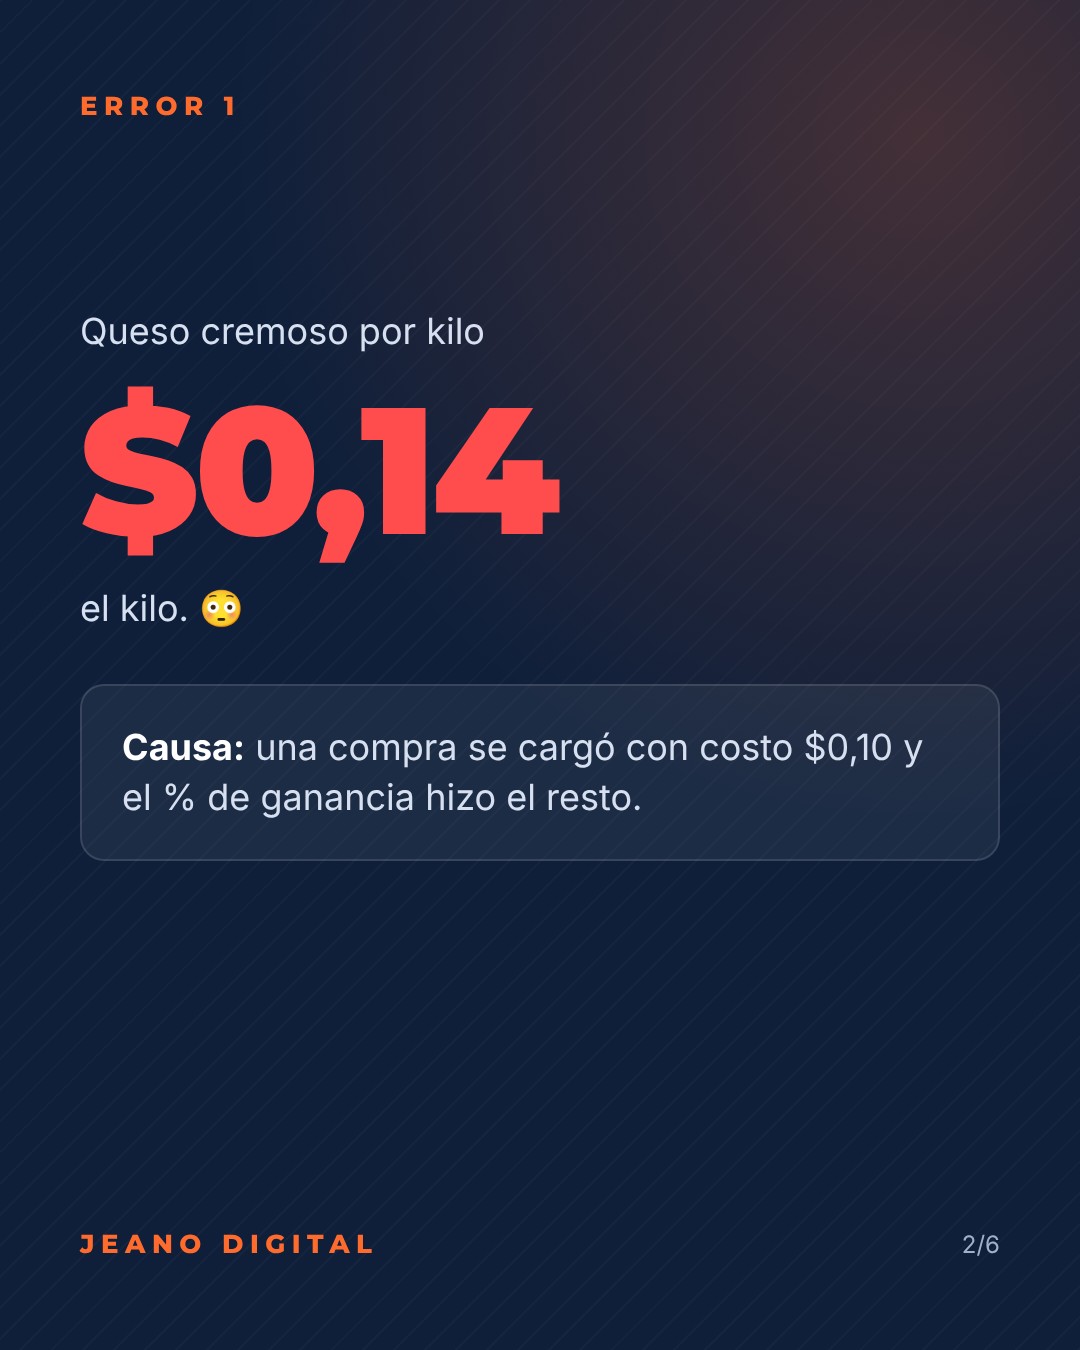 ERROR 1
Queso cremoso por kilo
$0,14
el kilo. 😳
Causa: una compra se cargó con costo $0,10 y
el % de ganancia hizo el resto.
JEANO DIGITAL
2/6